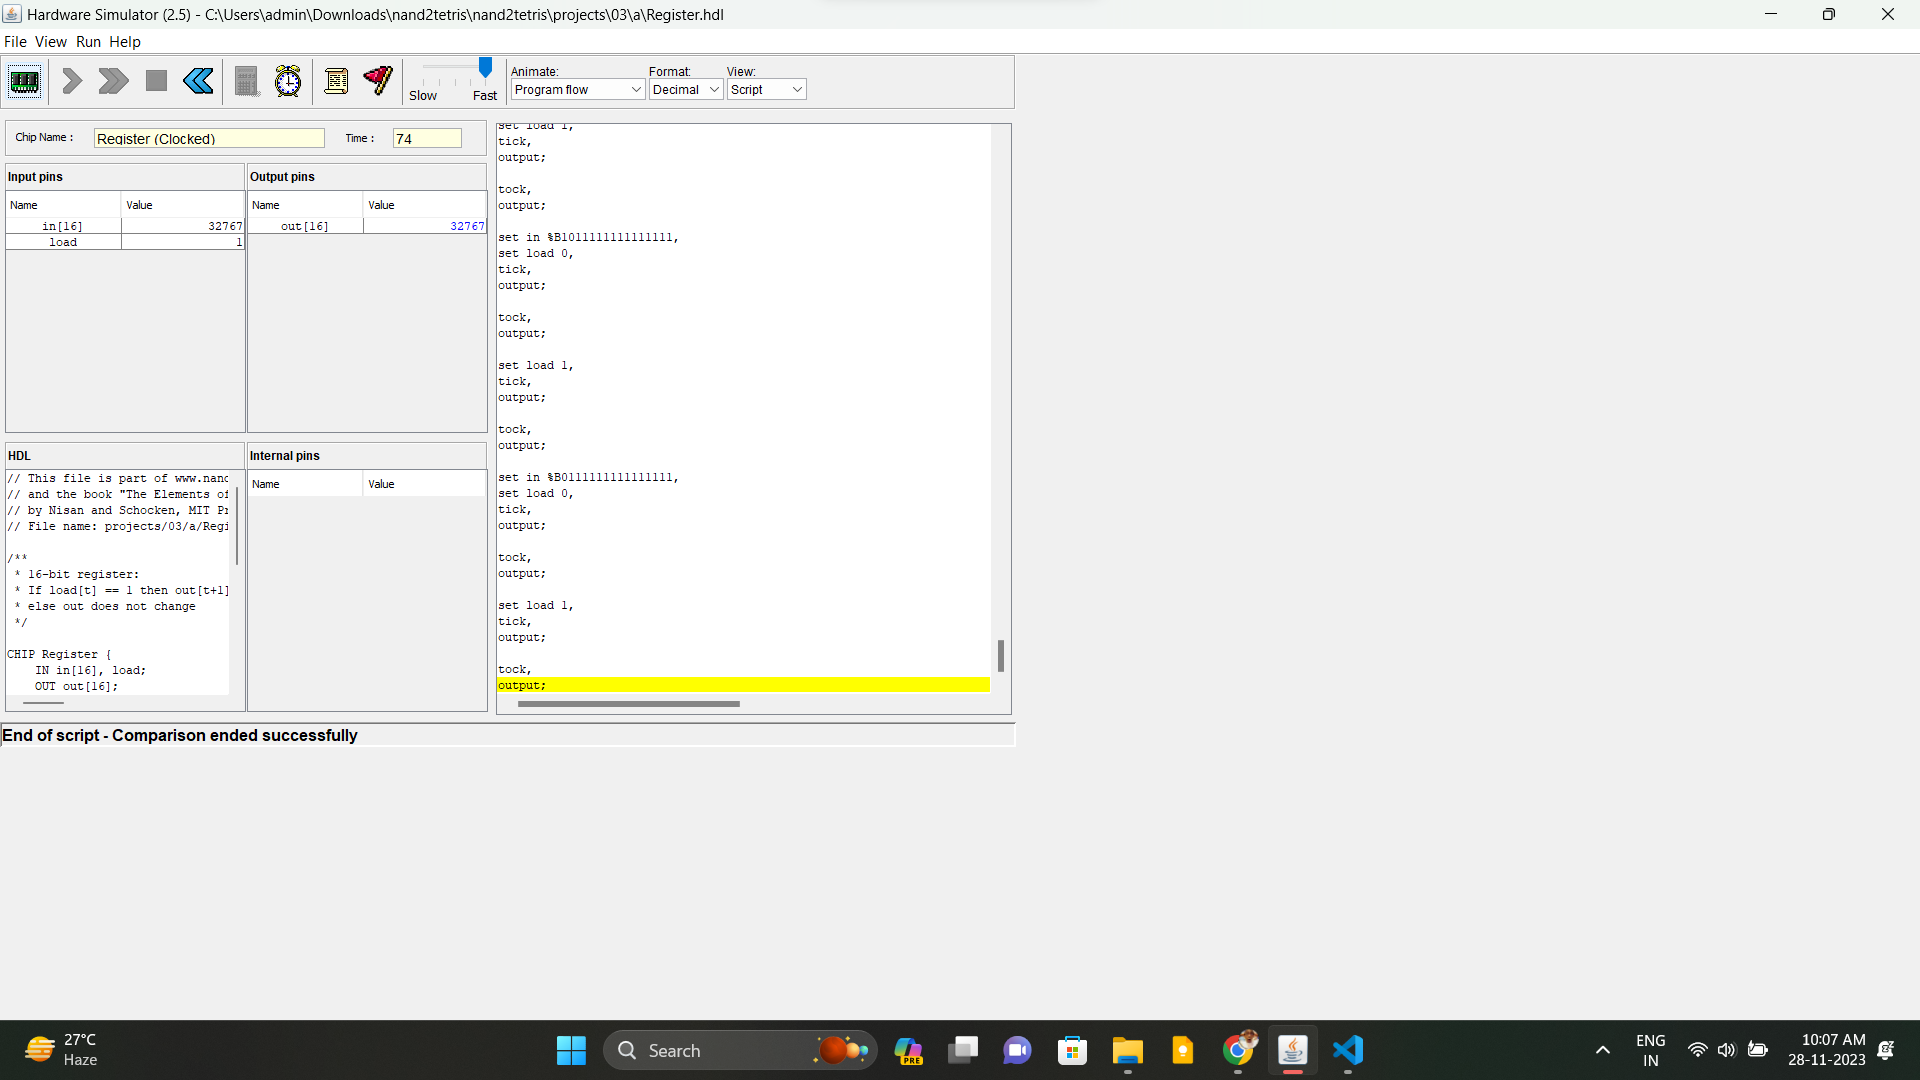 Hardware Simulator (2.5) - C:\Users\admin\Downloads\nand2tetris\nand2tetris\projects\03\a\Register.hdl
File View Run Help
Slow Fast
Animate: Format: View:
Program flow Decimal Script
Chip Name : Register (Clocked) Time : 74
Input pins
Name Value
in[16] 32767
load 1
Output pins
Name Value
out[16] 32767
HDL
// This file is part of www.nand
// and the book "The Elements of
// by Nisan and Schocken, MIT Pr
// File name: projects/03/a/Regi
/**
* 16-bit register:
* If load[t] == 1 then out[t+1]
* else out does not change
*/
CHIP Register {
IN in[16], load;
OUT out[16];
Internal pins
Name Value
set load 1,
tick,
output;
tock,
output;
set in %B1011111111111111,
set load 0,
tick,
output;
tock,
output;
set load 1,
tick,
output;
tock,
output;
set in %B0111111111111111,
set load 0,
tick,
output;
tock,
output;
set load 1,
tick,
output;
tock,
output;
End of script - Comparison ended successfully
27°C
Haze
Search
PRE
ENG
IN
10:07 AM
28-11-2023